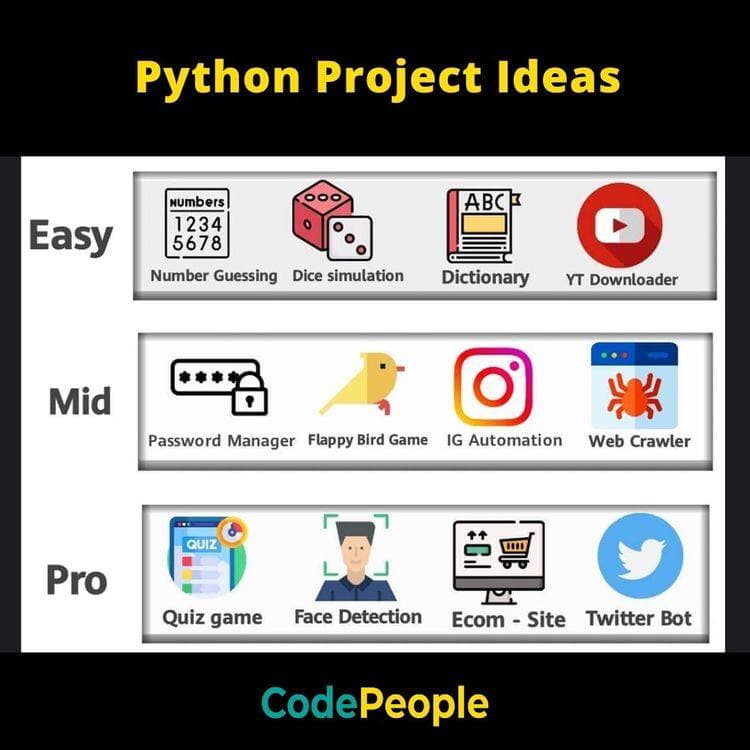 Python Project Ideas
Easy
Numbers
1234
5678
ABC
Number Guessing Dice simulation Dictionary YT Downloader
Mid
****
Password Manager Flappy Bird Game IG Automation Web Crawler
Pro
QUIZ
Quiz game Face Detection Ecom - Site Twitter Bot
CodePeople